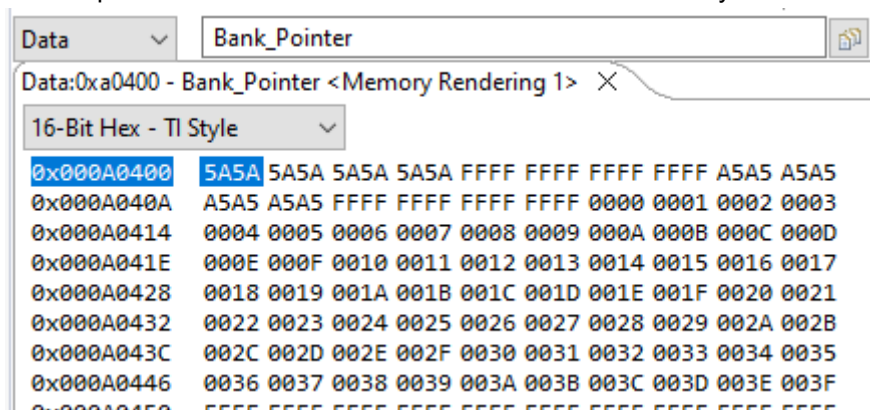 Data Bank_Pointer
Data:0xa0400 - Bank_Pointer <Memory Rendering 1>
16-Bit Hex - TI Style
0x000A0400 5A5A 5A5A 5A5A 5A5A FFFF FFFF FFFF FFFF A5A5 A5A5
0x000A040A A5A5 A5A5 FFFF FFFF FFFF FFFF 0000 0001 0002 0003
0x000A0414 0004 0005 0006 0007 0008 0009 000A 000B 000C 000D
0x000A041E 000E 000F 0010 0011 0012 0013 0014 0015 0016 0017
0x000A0428 0018 0019 001A 001B 001C 001D 001E 001F 0020 0021
0x000A0432 0022 0023 0024 0025 0026 0027 0028 0029 002A 002B
0x000A043C 002C 002D 002E 002F 0030 0031 0032 0033 0034 0035
0x000A0446 0036 0037 0038 0039 003A 003B 003C 003D 003E 003F